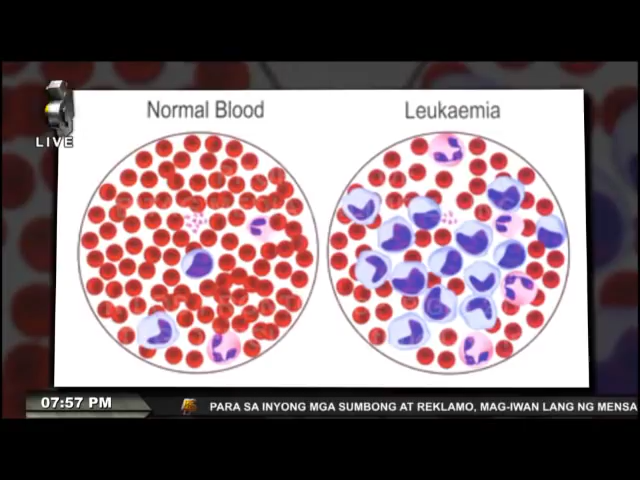 Normal Blood
Leukaemia
LIVE
07:57 PM
PARA SA INYONG MGA SUMBONG AT REKLAMO, MAG-IWAN LANG NG MENSA